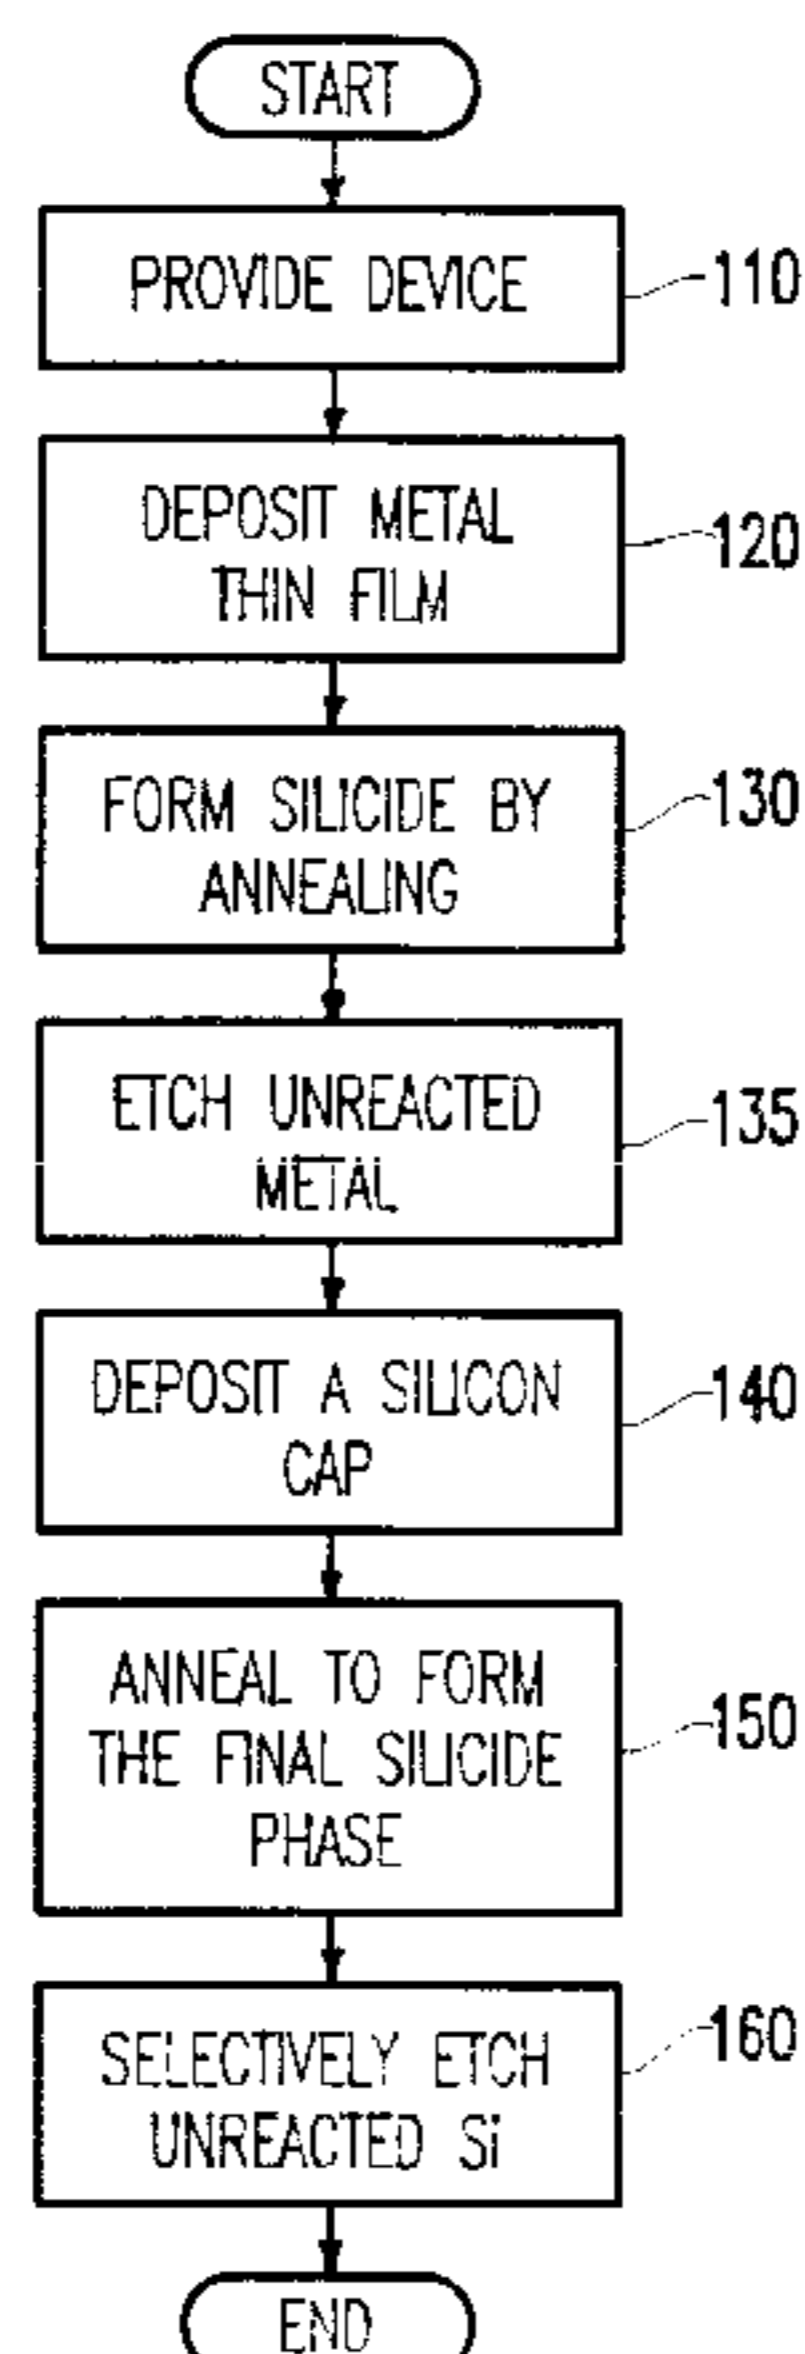 START
PROVIDE DEVICE
110
DEPOSIT METAL
THIN FILM
120
FORM SILICIDE BY
ANNEALING
130
ETCH UNREACTED
METAL
135
DEPOSIT A SILICON
CAP
140
ANNEAL TO FORM
THE FINAL SILICIDE
PHASE
150
SELECTIVELY ETCH
UNREACTED Si
160
END